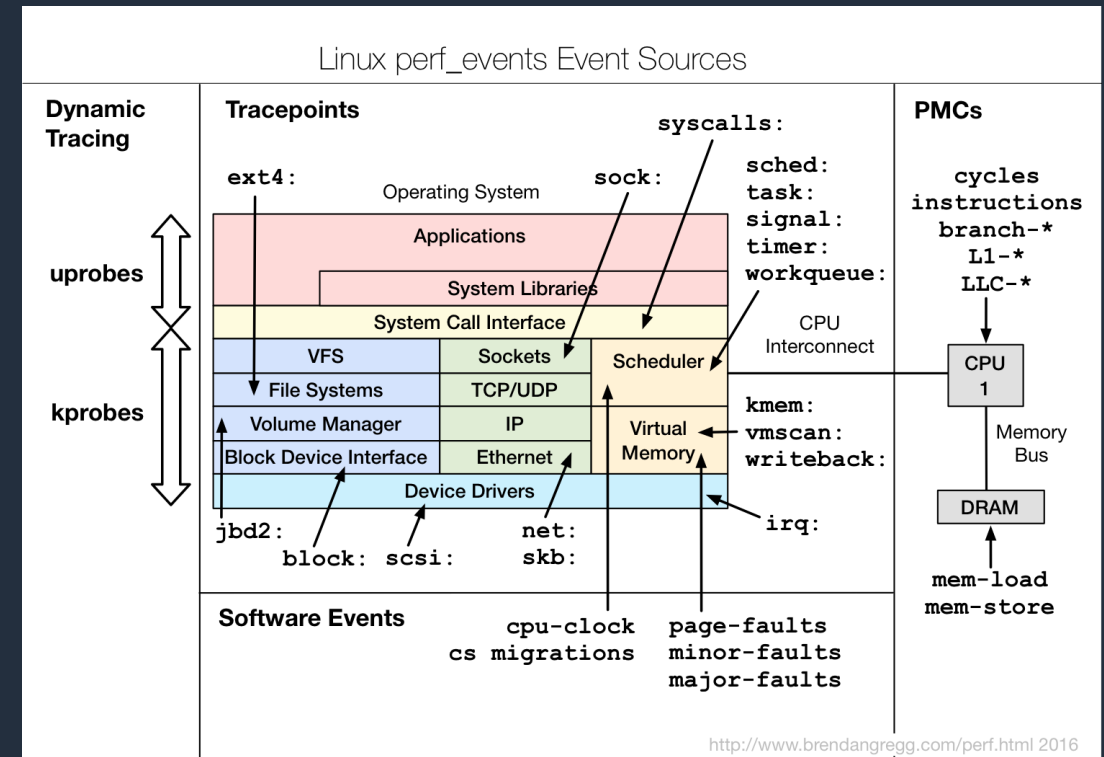 Linux perf_events Event Sources
Dynamic
Tracing
uprobes
kprobes
Tracepoints
syscalls:
ext4:
Operating System
sock:
sched:
task:
signal:
timer:
workqueue:
Applications
System Libraries
System Call Interface
VFS
Sockets
Scheduler
File Systems
TCP/UDP
Volume Manager
IP
Virtual
Memory
Block Device Interface
Ethernet
Device Drivers
CPU
Interconnect
kmem:
vmscan:
writeback:
irq:
jbd2:
block:
scsi:
net:
skb:
Software Events
cpu-clock
cs migrations
page-faults
minor-faults
major-faults
PMCs
cycles
instructions
branch-*
L1-*
LLC-*
CPU
1
Memory
Bus
DRAM
mem-load
mem-store
http://www.brendangregg.com/perf.html 2016